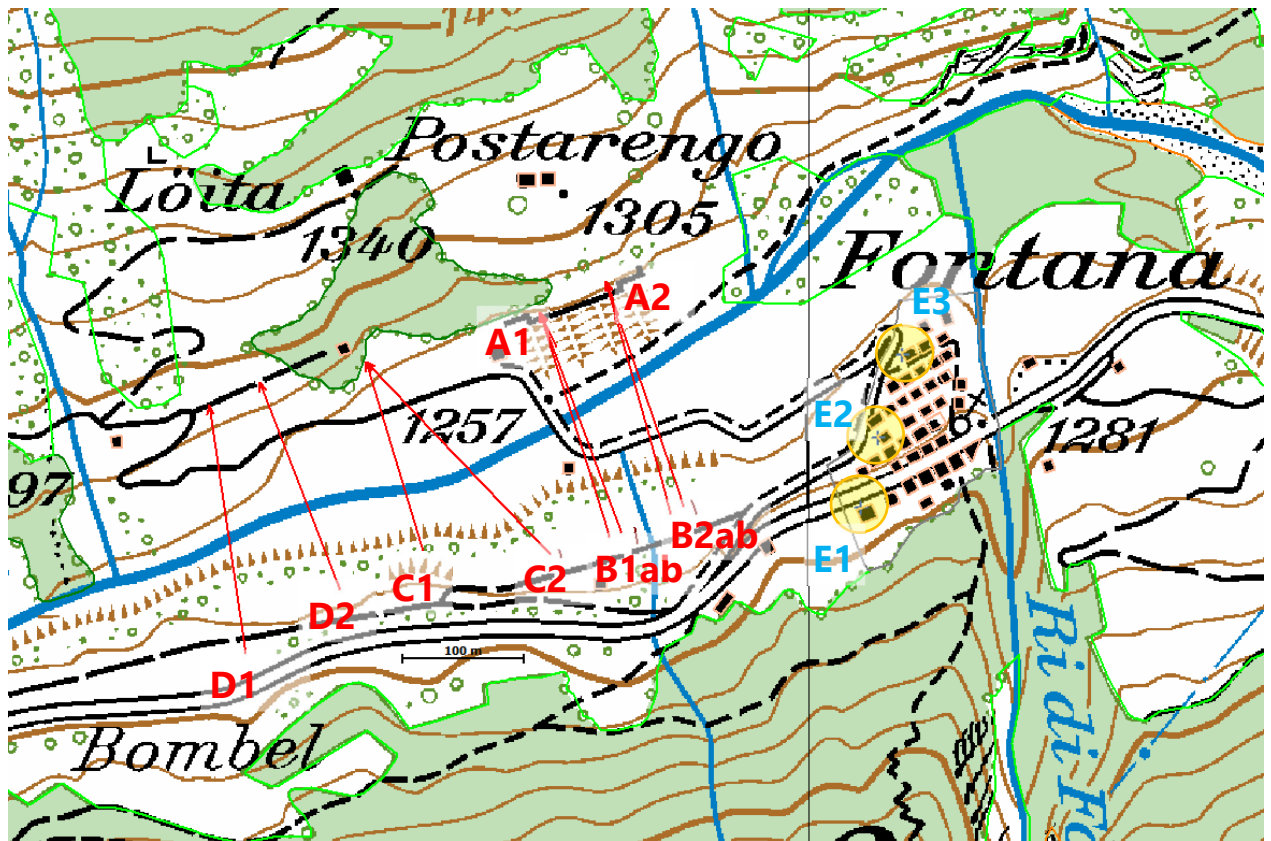 Postarengo
Löita
1305
1340
Fontana
A2
E3
A1
1257
E2
1281
97
B2ab
E1
C1
C2
B1ab
D2
100 m
D1
Bombel
Ri di Fo